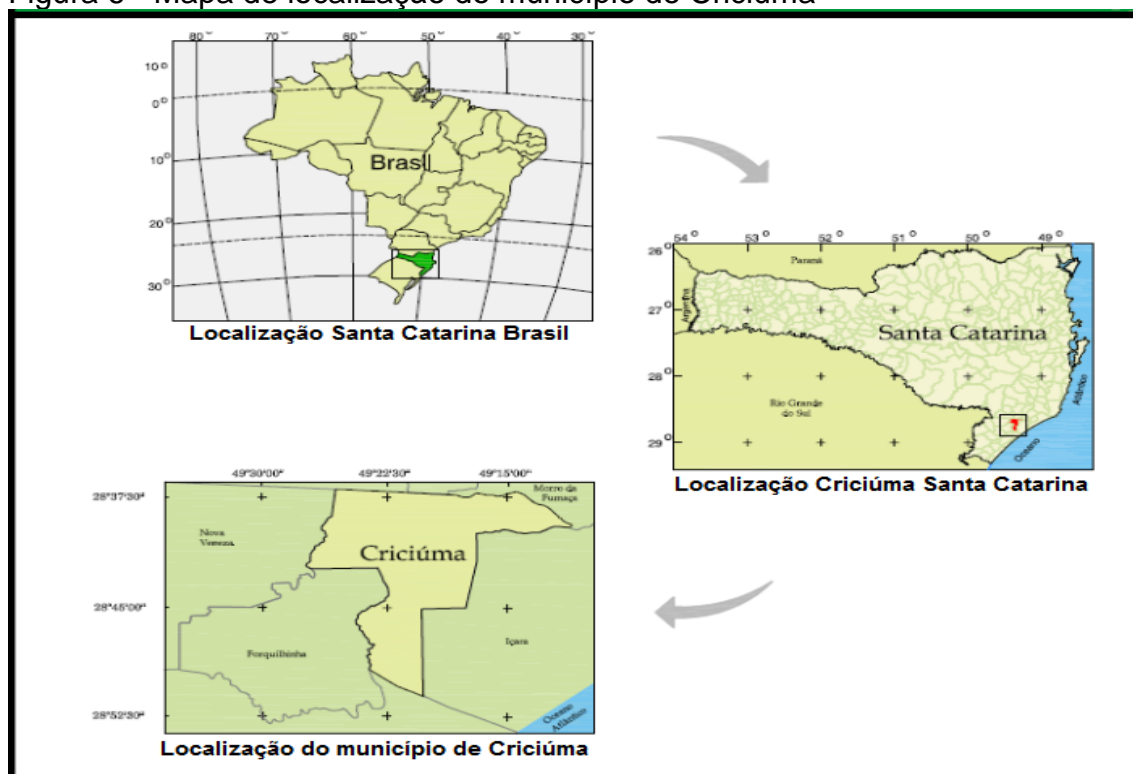 Figura 3 - Mapa de localização do município de Criciúma
80° 70° 60° 50° 40° 30°
10°
0°
10°
20°
30°
Brasil
Localização Santa Catarina Brasil
54° 53° 52° 51° 50° 49°
26°
27°
28°
29°
Paraná
Argentina
Santa Catarina
Rio Grande
do Sul
Oceano
Atlântico
Localização Criciúma Santa Catarina
49°30'00" 49°22'30" 49°15'00"
28°37'30"
28°45'00"
28°52'30"
Morro da
Fumaça
Nova
Veneza
Criciúma
Forquilhinha
Içara
Oceano
Atlântico
Localização do município de Criciúma